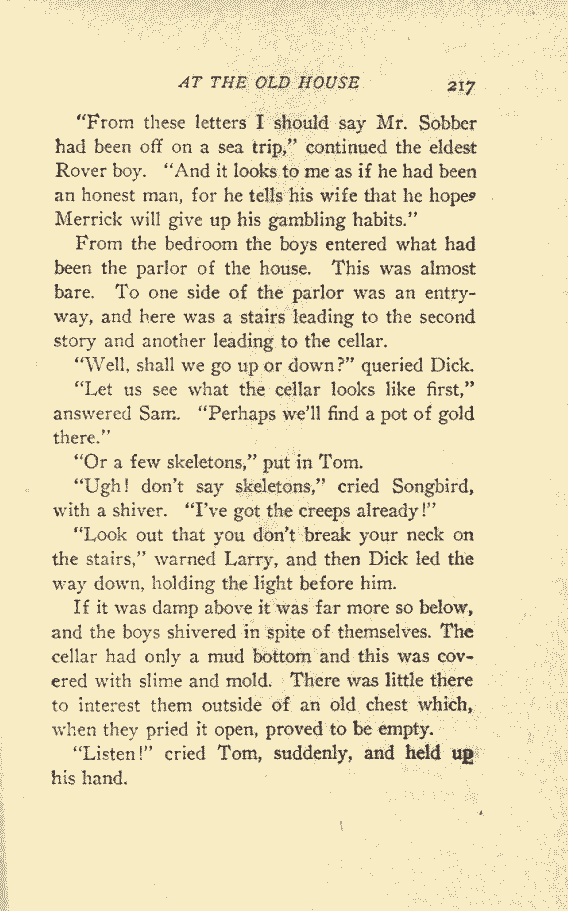 AT THE OLD HOUSE 217
"From these letters I should say Mr. Sobber
had been off on a sea trip," continued the eldest
Rover boy. "And it looks to me as if he had been
an honest man, for he tells his wife that he hopes
Merrick will give up his gambling habits."
From the bedroom the boys entered what had
been the parlor of the house. This was almost
bare. To one side of the parlor was an entry-
way, and here was a stairs leading to the second
story and another leading to the cellar.
"Well, shall we go up or down?" queried Dick.
"Let us see what the cellar looks like first,"
answered Sam. "Perhaps we'll find a pot of gold
there."
"Or a few skeletons," put in Tom.
"Ugh! don't say skeletons," cried Songbird,
with a shiver. "I've got the creeps already!"
"Look out that you don't break your neck on
the stairs," warned Larry, and then Dick led the
way down, holding the light before him.
If it was damp above it was far more so below,
and the boys shivered in spite of themselves. The
cellar had only a mud bottom and this was cov-
ered with slime and mold. There was little there
to interest them outside of an old chest which,
when they pried it open, proved to be empty.
"Listen!" cried Tom, suddenly, and held up
his hand.